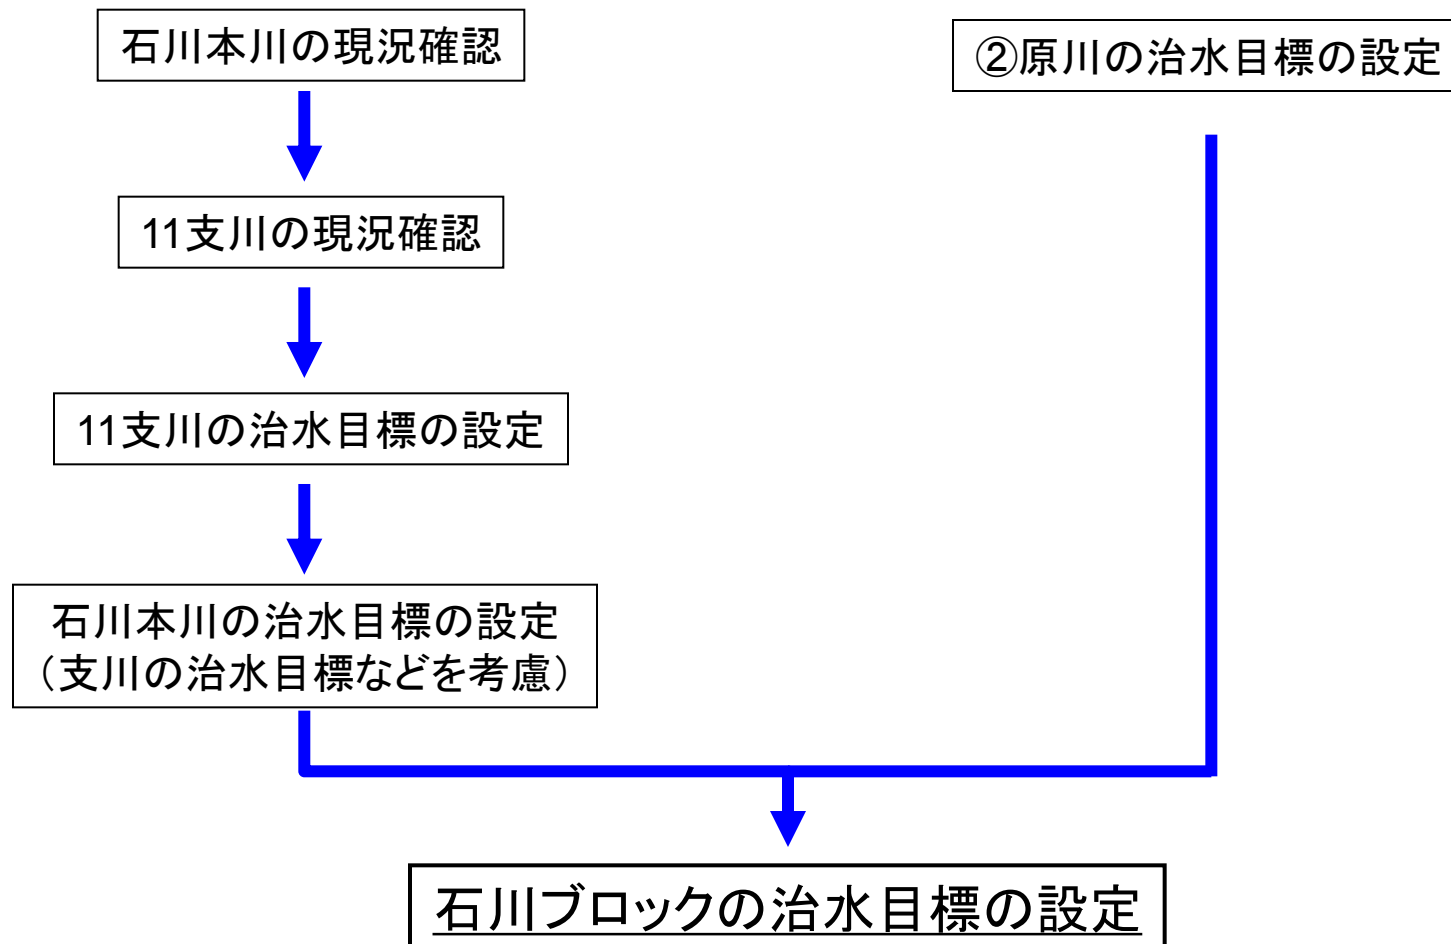 石川本川の現況確認
②原川の治水目標の設定
11支川の現況確認
11支川の治水目標の設定
石川本川の治水目標の設定
（支川の治水目標などを考慮）
石川ブロックの治水目標の設定